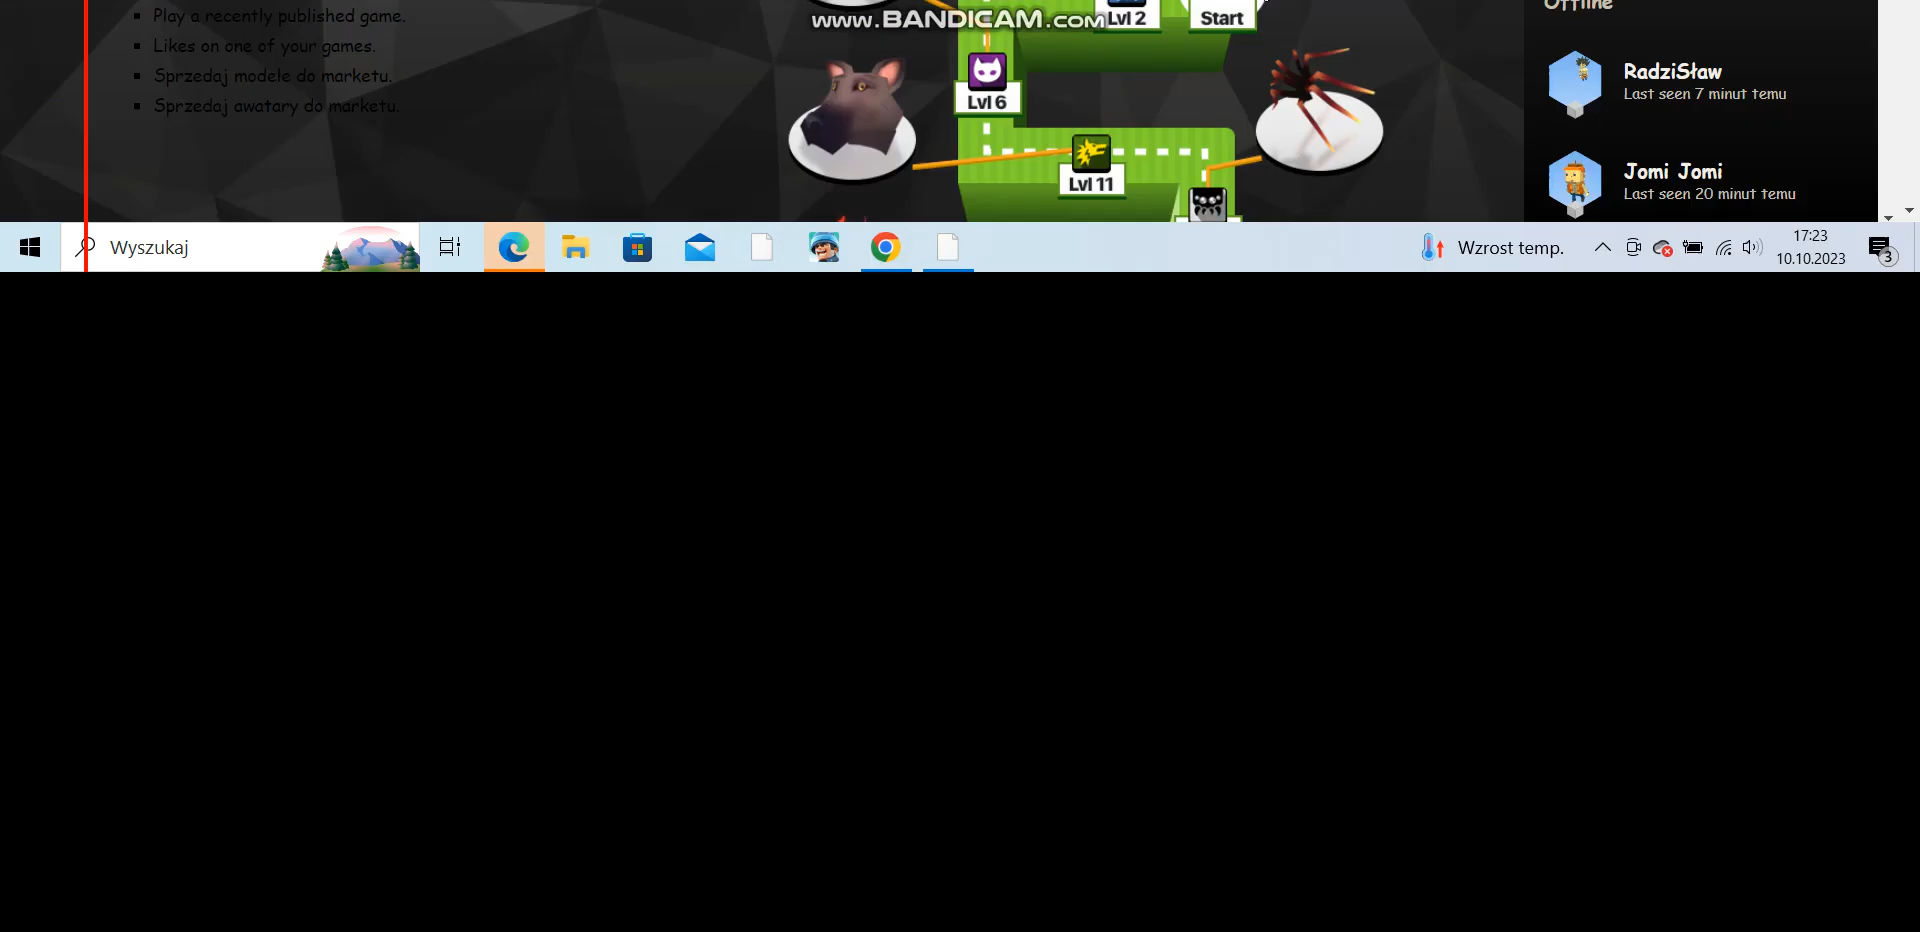 Play a recently published game.
Likes on one of your games.
Sprzedaj modele do marketu.
Sprzedaj awatary do marketu.
www.BANDICAM.com
Lvl 2
Start
Lvl 6
Lvl 11
Offline
RadziSław
Last seen 7 minut temu
Jomi Jomi
Last seen 20 minut temu
Wyszukaj
Wzrost temp.
17:23
10.10.2023
3